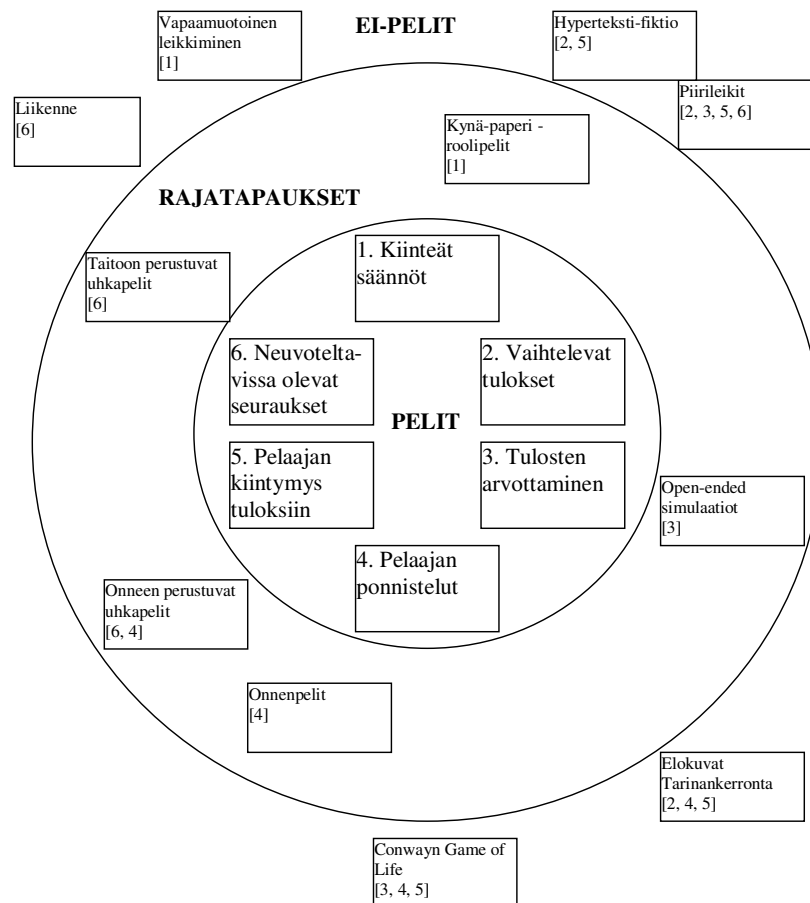 Vapaamuotoinen
leikkiminen
[1]
EI-PELIT
Hyperteksti-fiktio
[2, 5]
Piirileikit
[2, 3, 5, 6]
Liikenne
[6]
Kynä-paperi -
roolipelit
[1]
RAJATAPAUKSET
Taitoon perustuvat
uhkapelit
[6]
1. Kiinteät
säännöt
6. Neuvotelta-
vissa olevat
seuraukset
2. Vaihtelevat
tulokset
PELIT
5. Pelaajan
kiintymys
tuloksiin
3. Tulosten
arvottaminen
4. Pelaajan
ponnistelut
Open-ended
simulaatiot
[3]
Onneen perustuvat
uhkapelit
[6, 4]
Onnenpelit
[4]
Elokuvat
Tarinankerronta
[2, 4, 5]
Conwayn Game of
Life
[3, 4, 5]